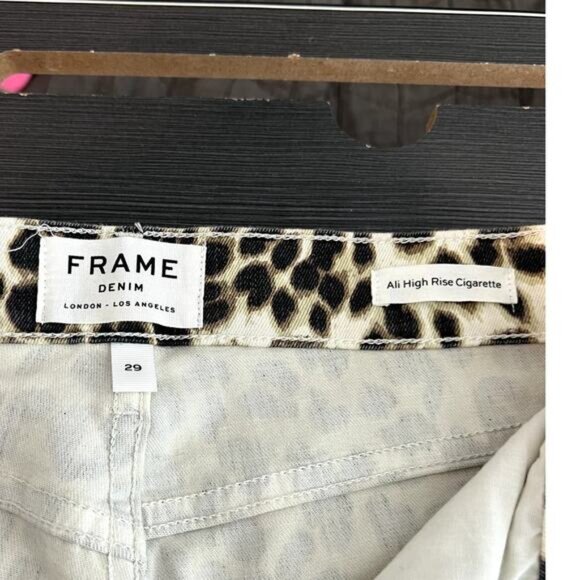 FRAME
DENIM
LONDON - LOS ANGELES
Ali High Rise Cigarette
29